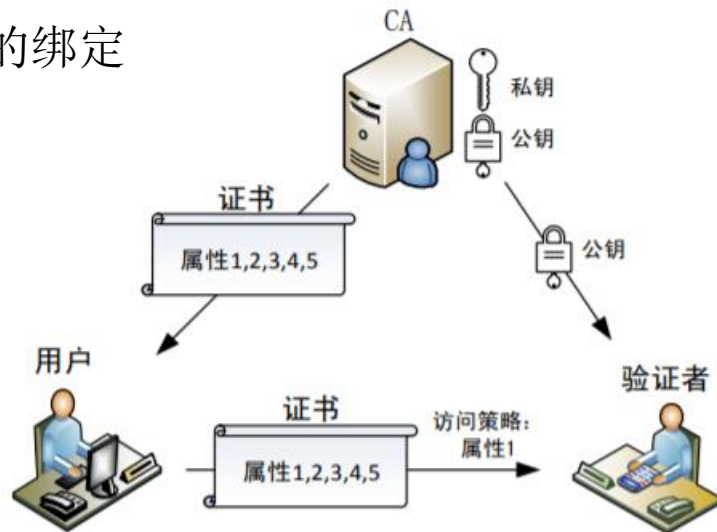 的绑定
CA
私钥
公钥
证书
属性1,2,3,4,5
公钥
用户
验证者
证书
属性1,2,3,4,5
访问策略:
属性1